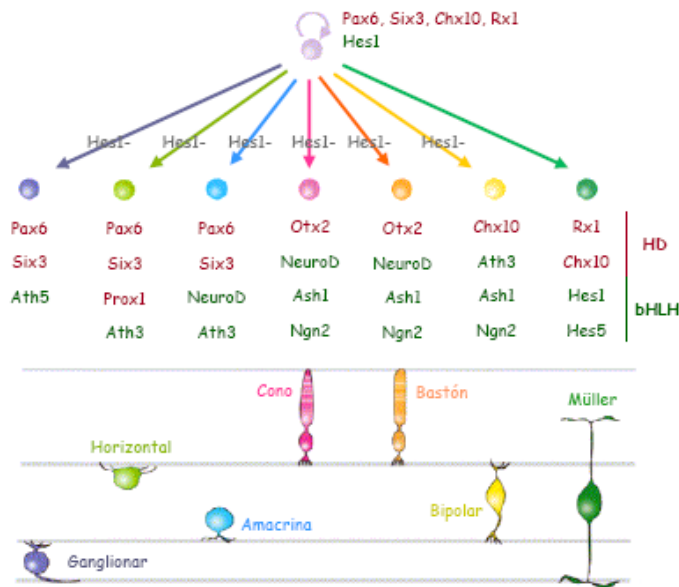 Pax6, Six3, Chx10, Rx1
Hes1
Hes1- Hes1- Hes1- Hes1- Hes1- Hes1-
Pax6 Pax6 Pax6 Otx2 Otx2 Chx10 Rx1
HD
Six3 Six3 Six3 NeuroD NeuroD Ath3 Chx10
Ath5 Prox1 NeuroD Ash1 Ash1 Ash1 Hes1
bHLH
Ath3 Ath3 Ngn2 Ngn2 Ngn2 Hes5
Cono Bastón
Müller
Horizontal
Bipolar
Amacrina
Ganglionar